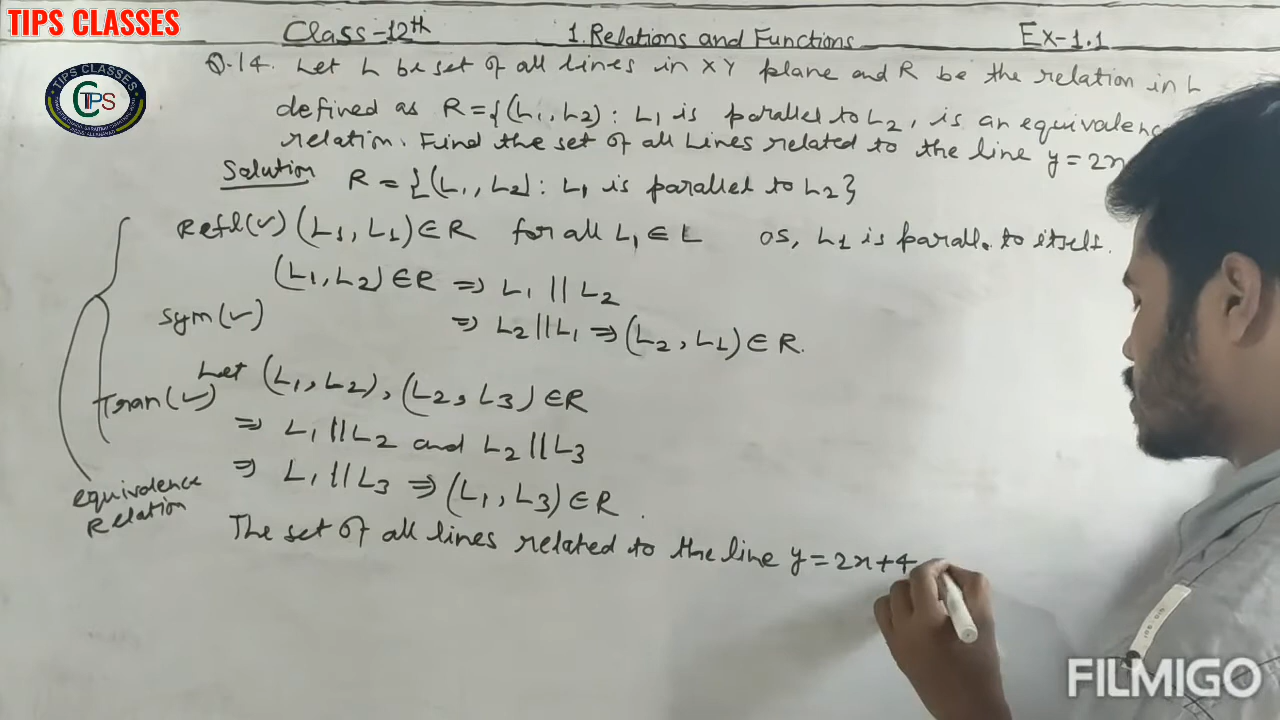 TIPS CLASSES
Class-12th 1. Relations and Functions Ex-1.1
TIPS CLASSES
TIPS
Q.14. Let L be set of all lines in XY plane and R be the relation in L
defined as R = {(L1, L2) : L1 is parallel to L2, is an equivalenc
relation. Find the set of all Lines related to the line y = 2x
Solution R = {(L1, L2) : L1 is parallel to L2}
Refl(✓) (L1, L1) ∈ R for all L1 ∈ L as, L1 is paralle to itself.
(L1, L2) ∈ R ⇒ L1 || L2
Sym(✓) ⇒ L2 || L1 ⇒ (L2, L1) ∈ R.
Let (L1, L2), (L2, L3) ∈ R
Tran(✓)
⇒ L1 || L2 and L2 || L3
⇒ L1 || L3 ⇒ (L1, L3) ∈ R.
equivalence
Relation
The set of all lines related to the line y = 2x+4
FILMIGO